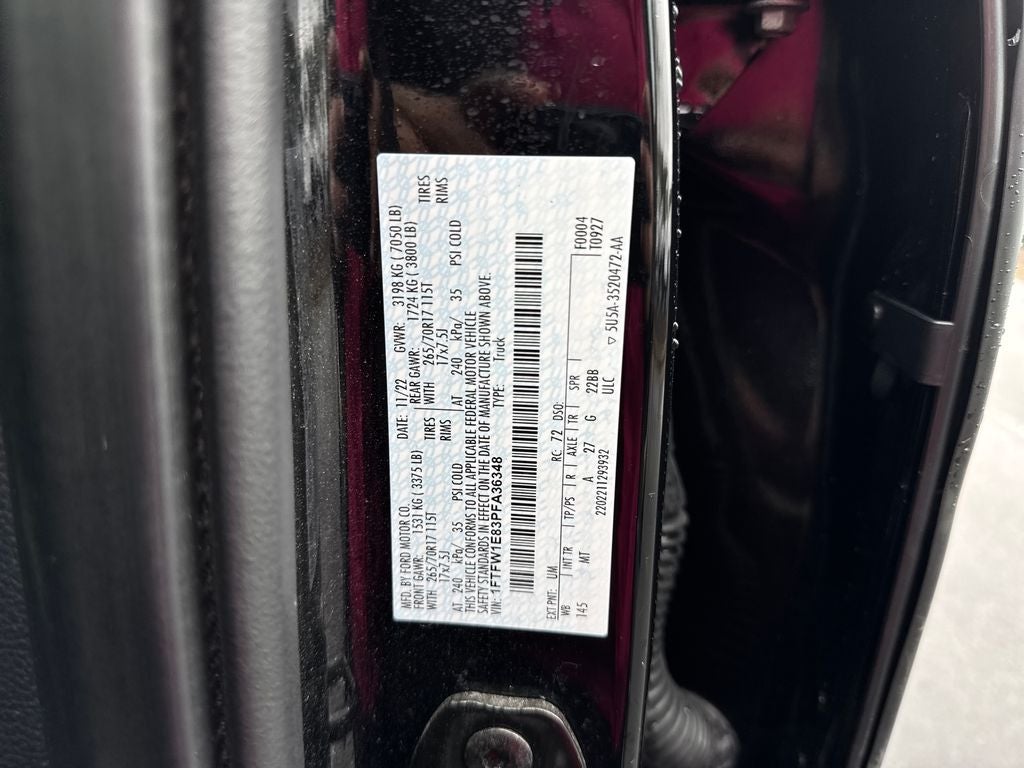 MFD. BY FORD MOTOR CO. DATE: 11/22 GVWR: 3198 KG ( 7050 LB)
FRONT GAWR: 1531 KG ( 3375 LB) REAR GAWR: 1724 KG ( 3800 LB)
WITH 265/70R17 115T TIRES WITH 265/70R17 115T TIRES
17x7.5J RIMS 17x7.5J RIMS
AT 240 kPa/ 35 PSI COLD AT 240 kPa/ 35 PSI COLD
THIS VEHICLE CONFORMS TO ALL APPLICABLE FEDERAL MOTOR VEHICLE
SAFETY STANDARDS IN EFFECT ON THE DATE OF MANUFACTURE SHOWN ABOVE.
VIN: 1FTFW1E83PFA36348 TYPE: Truck
EXT PNT: UM RC: 72 DSO: F0004
WB INT TR TP/PS R AXLE TR SPR T0927
145 MT A 27 G 22BB
2202211293932 ULC ▽ 5U5A-3520472-AA